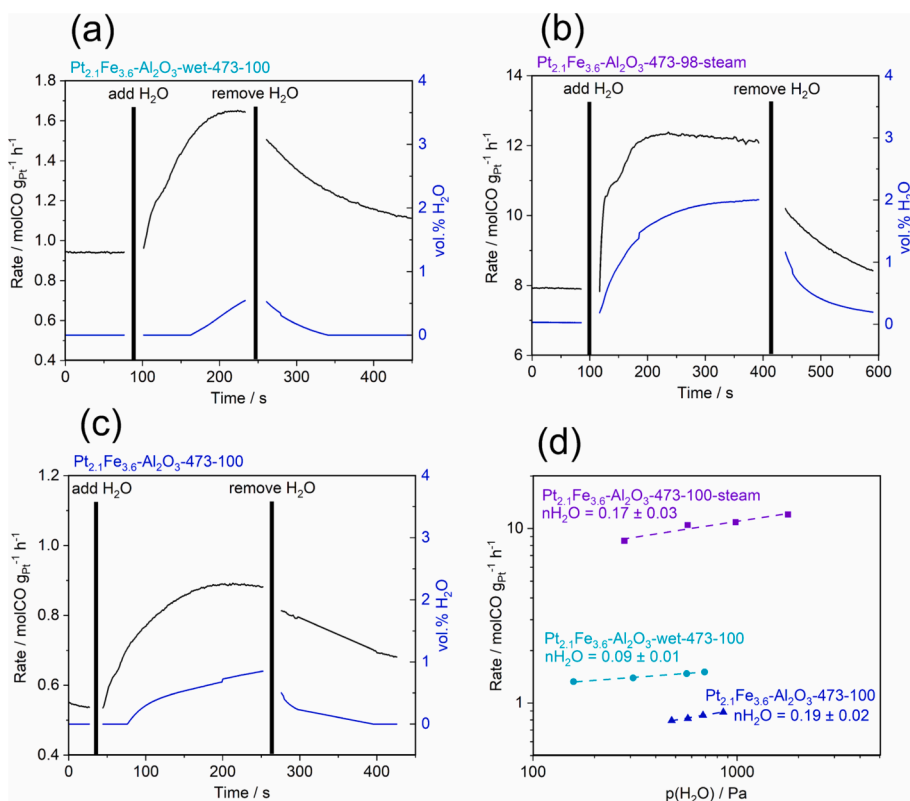 (a)
Pt2.1Fe3.6-Al2O3-wet-473-100
add H2O
remove H2O
Rate / molCO gPt-1 h-1
1.8
1.6
1.4
1.2
1.0
0.8
0.6
0.4
vol.% H2O
4
3
2
1
0
0
100
200
300
400
Time / s
(b)
Pt2.1Fe3.6-Al2O3-473-98-steam
add H2O
remove H2O
Rate / molCO gPt-1 h-1
14
12
10
8
6
vol.% H2O
4
3
2
1
0
0
100
200
300
400
500
600
Time / s
(c)
Pt2.1Fe3.6-Al2O3-473-100
add H2O
remove H2O
Rate / molCO gPt-1 h-1
1.2
1.0
0.8
0.6
0.4
vol.% H2O
4
3
2
1
0
0
100
200
300
400
Time / s
(d)
Pt2.1Fe3.6-Al2O3-473-100-steam
nH2O = 0.17 ± 0.03
Pt2.1Fe3.6-Al2O3-wet-473-100
nH2O = 0.09 ± 0.01
Pt2.1Fe3.6-Al2O3-473-100
nH2O = 0.19 ± 0.02
Rate / molCO gPt-1 h-1
10
1
100
1000
p(H2O) / Pa